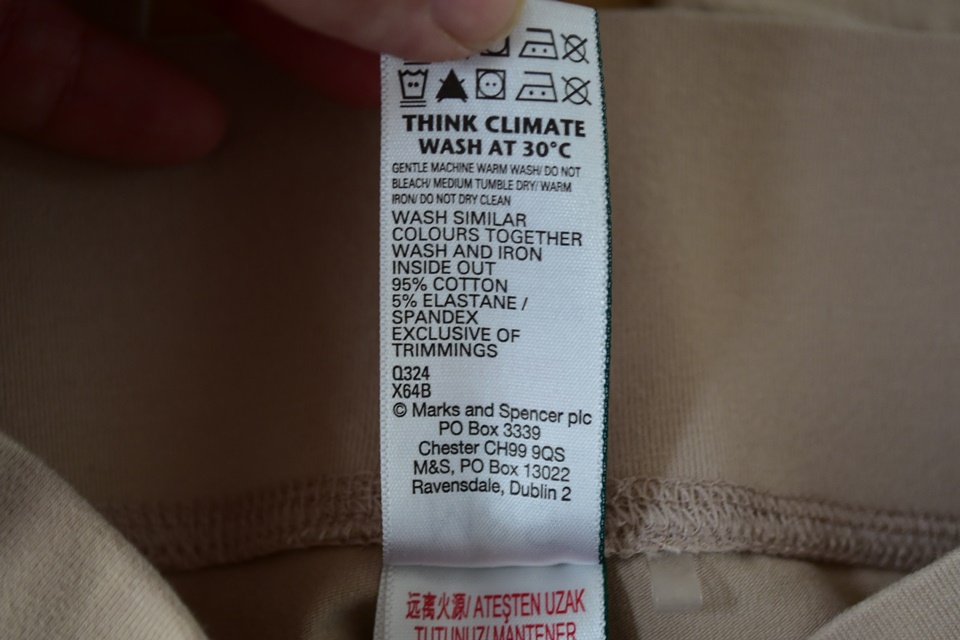 THINK CLIMATE
WASH AT 30°C
GENTLE MACHINE WARM WASH/ DO NOT
BLEACH/ MEDIUM TUMBLE DRY/ WARM
IRON/ DO NOT DRY CLEAN
WASH SIMILAR
COLOURS TOGETHER
WASH AND IRON
INSIDE OUT
95% COTTON
5% ELASTANE /
SPANDEX
EXCLUSIVE OF
TRIMMINGS
Q324
X64B
© Marks and Spencer plc
PO Box 3339
Chester CH99 9QS
M&S, PO Box 13022
Ravensdale, Dublin 2
远离火源/ ATEŞTEN UZAK
TUTUNUZ/ MANTENER